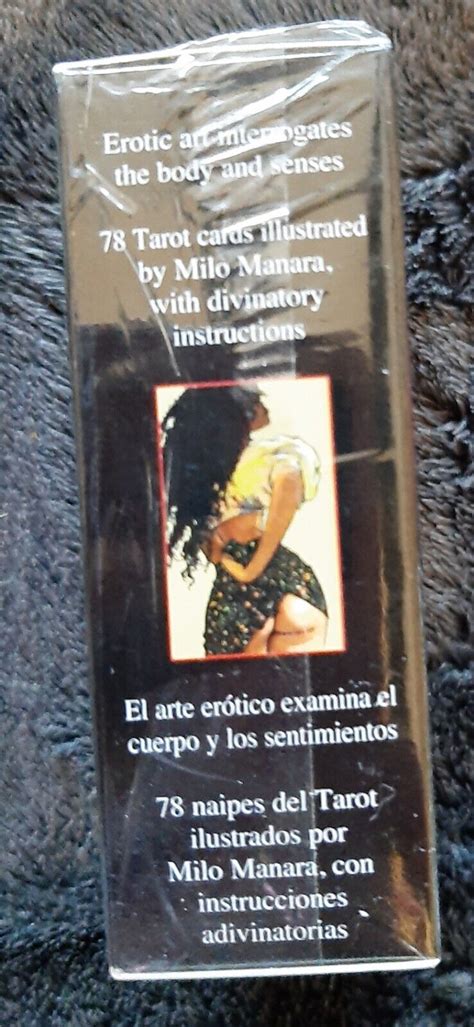 Erotic art interrogates
the body and senses
78 Tarot cards illustrated
by Milo Manara,
with divinatory
instructions
El arte erótico examina el
cuerpo y los sentimientos
78 naipes del Tarot
ilustrados por
Milo Manara, con
instrucciones
adivinatorias